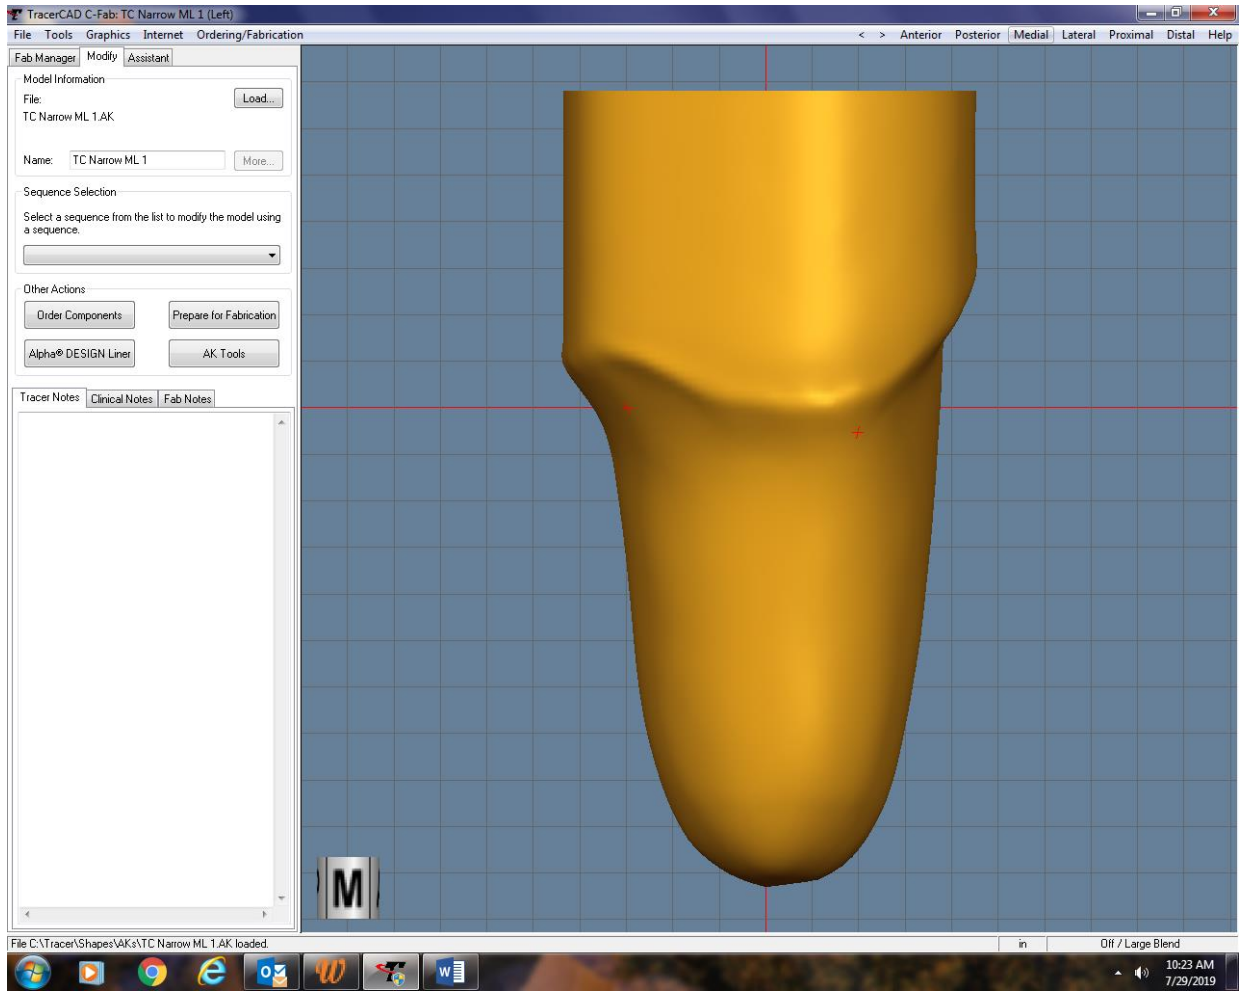 TracerCAD C-Fab: TC Narrow ML 1 (Left)
File Tools Graphics Internet Ordering/Fabrication < > Anterior Posterior Medial Lateral Proximal Distal Help
Fab Manager Modify Assistant
Model Information
File: Load...
TC Narrow ML 1.AK
Name: TC Narrow ML 1 More...
Sequence Selection
Select a sequence from the list to modify the model using
a sequence.
Other Actions
Order Components Prepare for Fabrication
Alpha® DESIGN Liner AK Tools
Tracer Notes Clinical Notes Fab Notes
M
File C:\Tracer\Shapes\AKs\TC Narrow ML 1.AK loaded. in Off / Large Blend
10:23 AM
7/29/2019